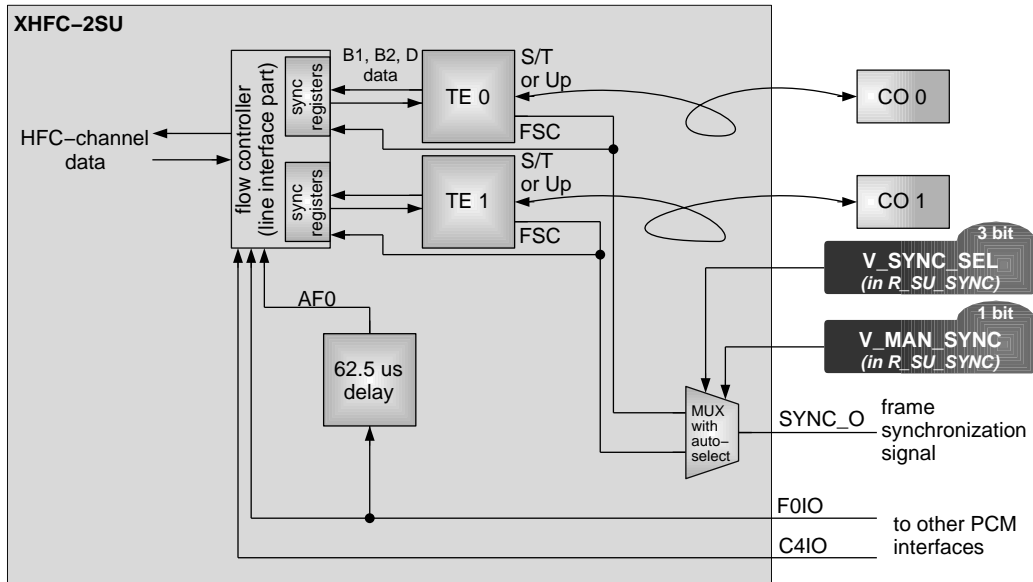 XHFC−2SU
HFC−channel
data
flow controller
(line interface part)
sync
registers
B1, B2, D
data
TE 0
S/T
or Up
FSC
CO 0
sync
registers
TE 1
S/T
or Up
FSC
CO 1
3 bit
V_SYNC_SEL
(in R_SU_SYNC)
1 bit
V_MAN_SYNC
(in R_SU_SYNC)
AF0
62.5 us
delay
MUX
with
auto−
select
SYNC_O
frame
synchronization
signal
F0IO
C4IO
to other PCM
interfaces